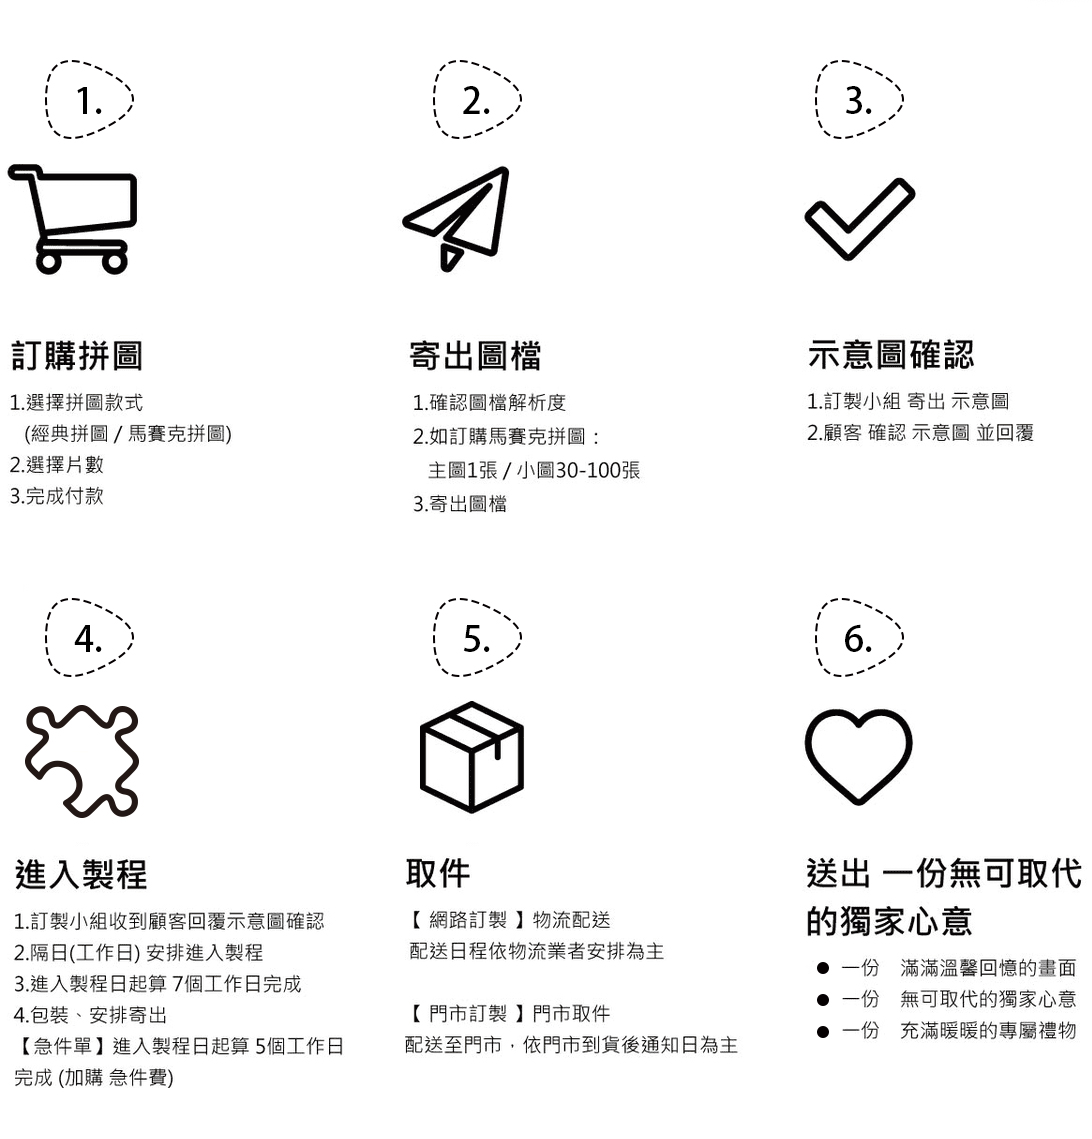 1.
訂購拼圖
1.選擇拼圖款式
(經典拼圖 / 馬賽克拼圖)
2.選擇片數
3.完成付款
2.
寄出圖檔
1.確認圖檔解析度
2.如訂購馬賽克拼圖：
主圖1張 / 小圖30-100張
3.寄出圖檔
3.
示意圖確認
1.訂製小組 寄出 示意圖
2.顧客 確認 示意圖 並回覆
4.
進入製程
1.訂製小組收到顧客回覆示意圖確認
2.隔日(工作日) 安排進入製程
3.進入製程日起算 7個工作日完成
4.包裝、安排寄出
【急件單】進入製程日起算 5個工作日
完成 (加購 急件費)
5.
取件
【 網路訂製 】物流配送
配送日程依物流業者安排為主
【 門市訂製 】門市取件
配送至門市，依門市到貨後通知日為主
6.
送出 一份無可取代
的獨家心意
● 一份 滿滿溫馨回憶的畫面
● 一份 無可取代的獨家心意
● 一份 充滿暖暖的專屬禮物